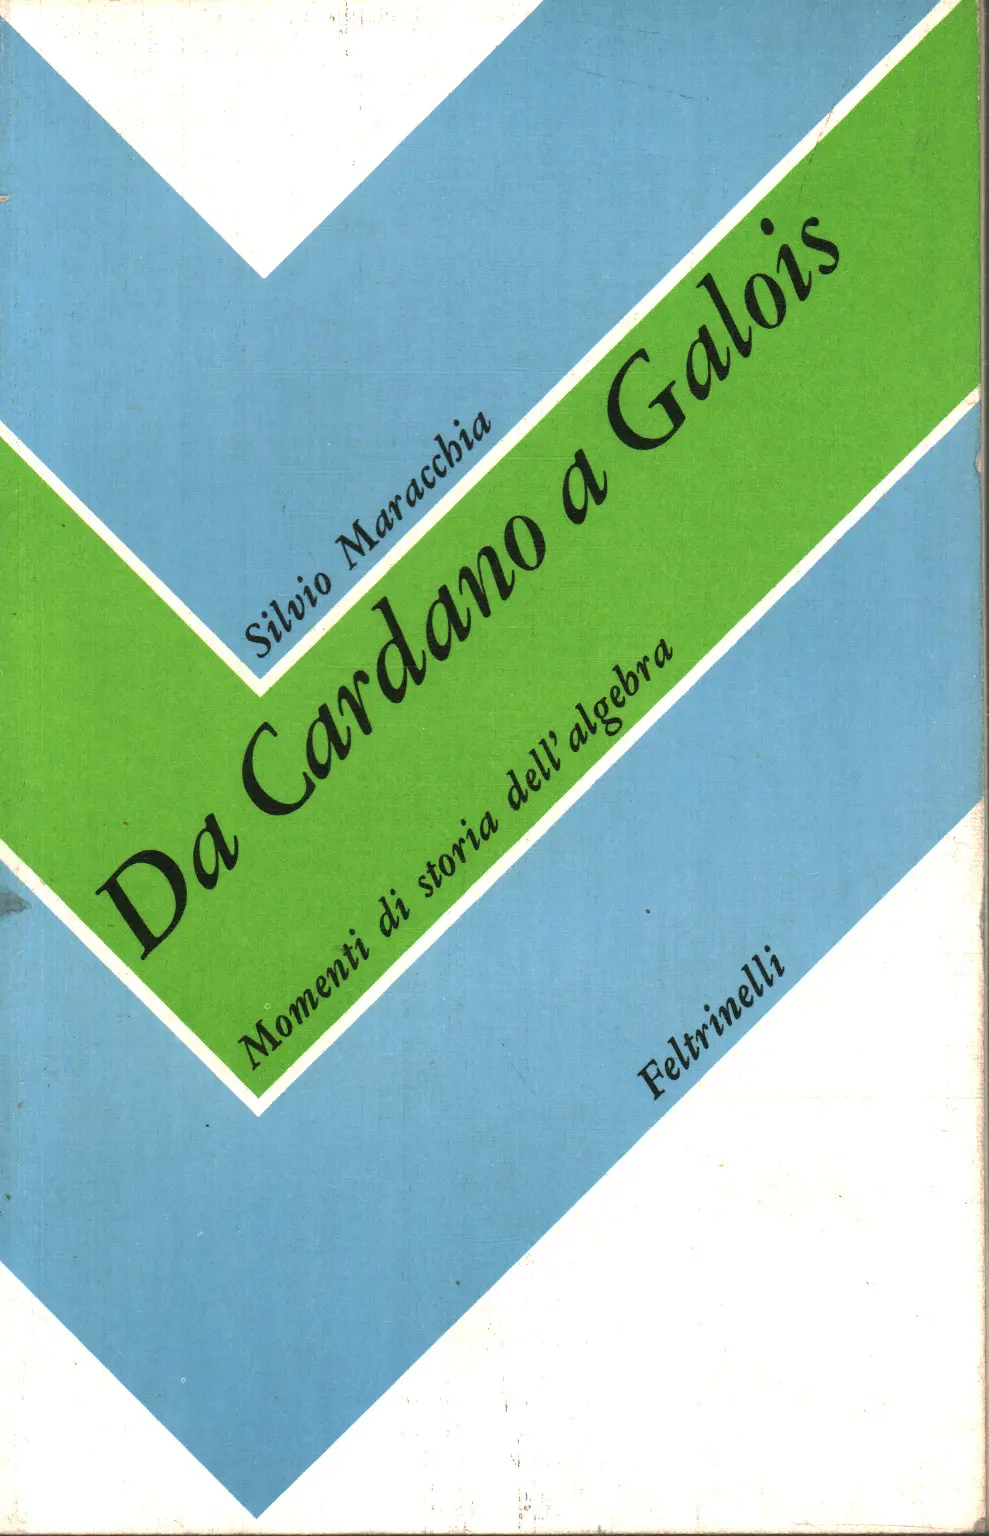 Silvio Maracchia
Da Cardano a Galois
Momenti di storia dell'algebra
Feltrinelli